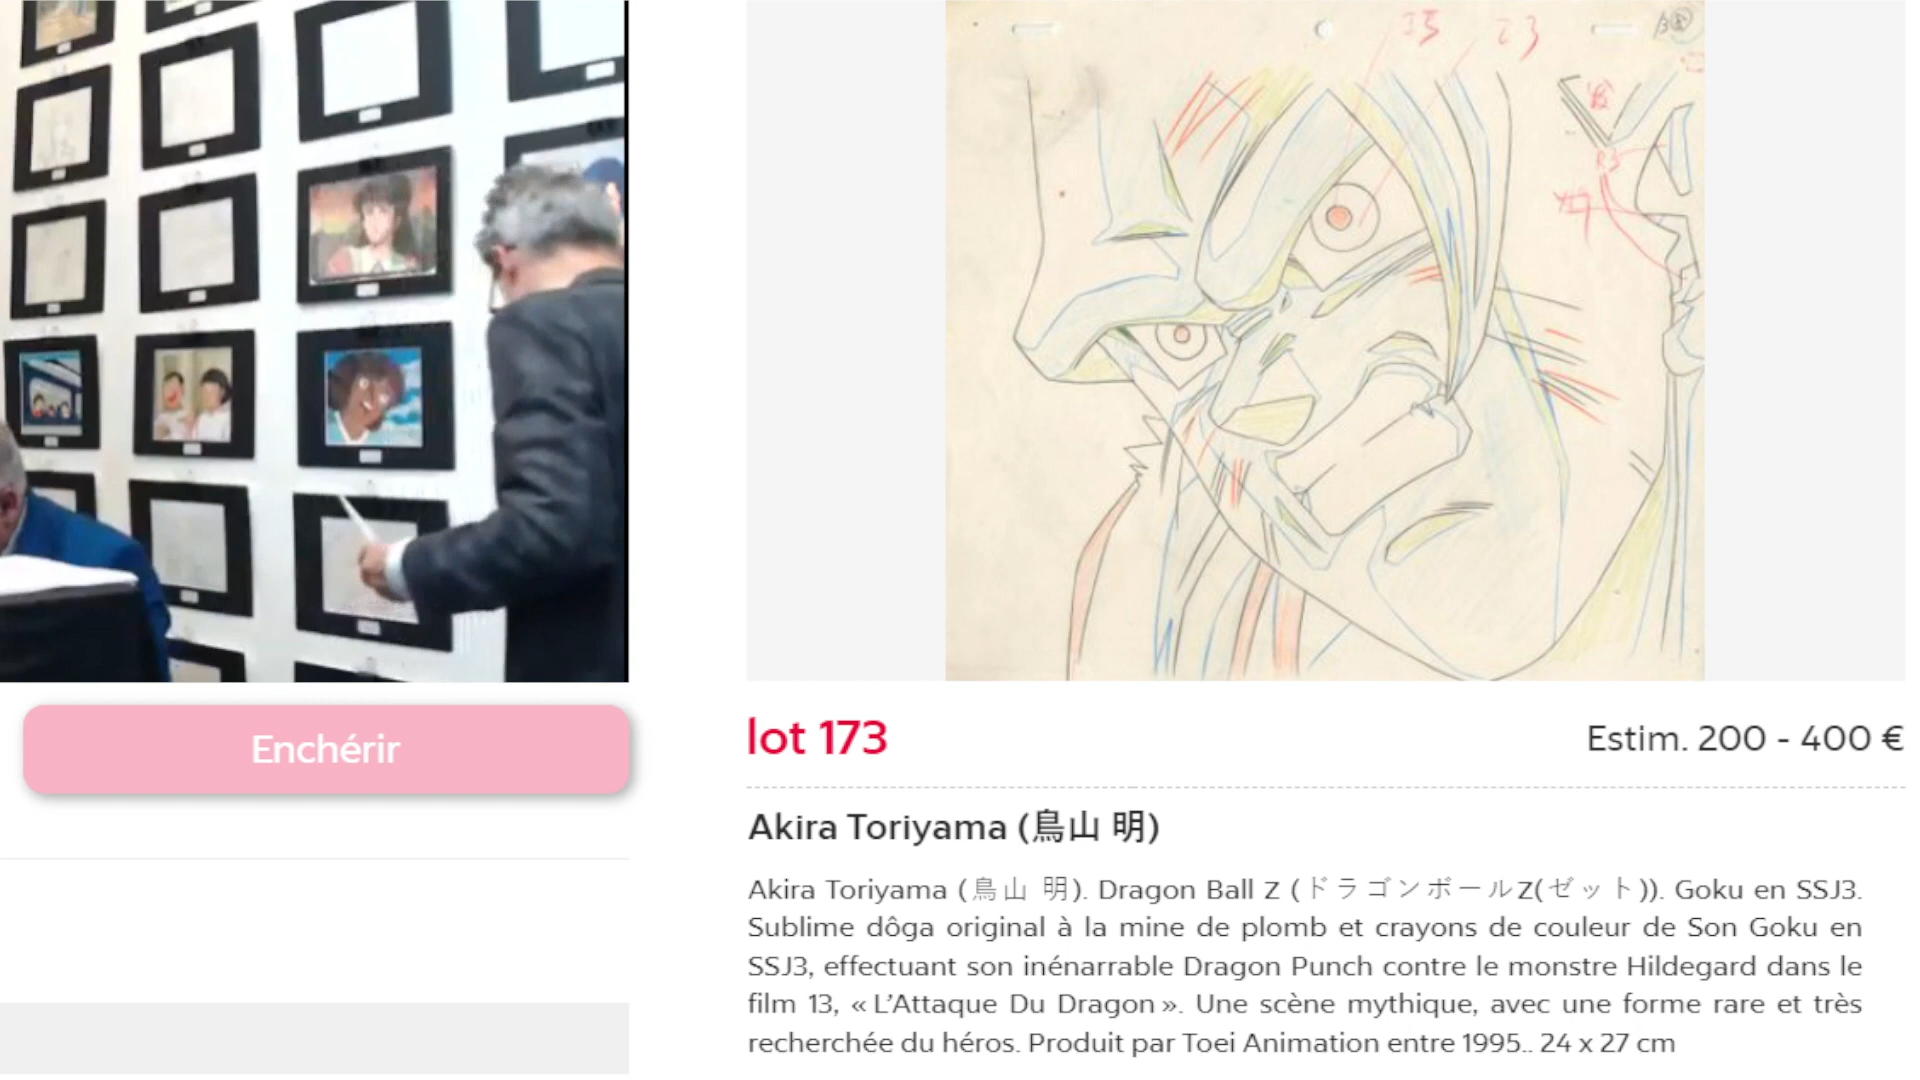 I5
Z3
R3
Enchérir
lot 173
Estim. 200 - 400 €
Akira Toriyama (鳥山 明)
Akira Toriyama (鳥山 明). Dragon Ball Z (ドラゴンボールZ(ゼット)). Goku en SSJ3.
Sublime dôga original à la mine de plomb et crayons de couleur de Son Goku en
SSJ3, effectuant son inénarrable Dragon Punch contre le monstre Hildegard dans le
film 13, « L’Attaque Du Dragon ». Une scène mythique, avec une forme rare et très
recherchée du héros. Produit par Toei Animation entre 1995.. 24 x 27 cm